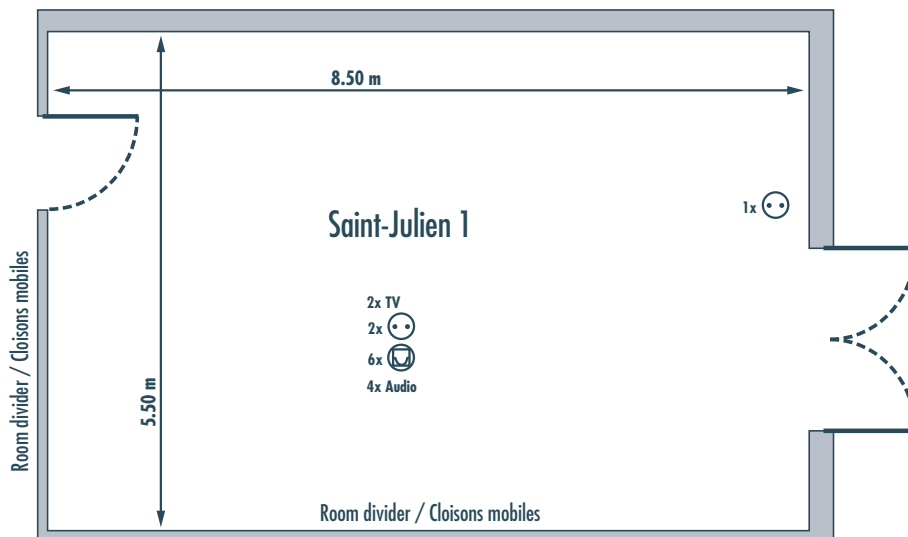 8.50 m
Saint-Julien 1
1x
2x TV
2x
6x
4x Audio
5.50 m
Room divider / Cloisons mobiles
Room divider / Cloisons mobiles